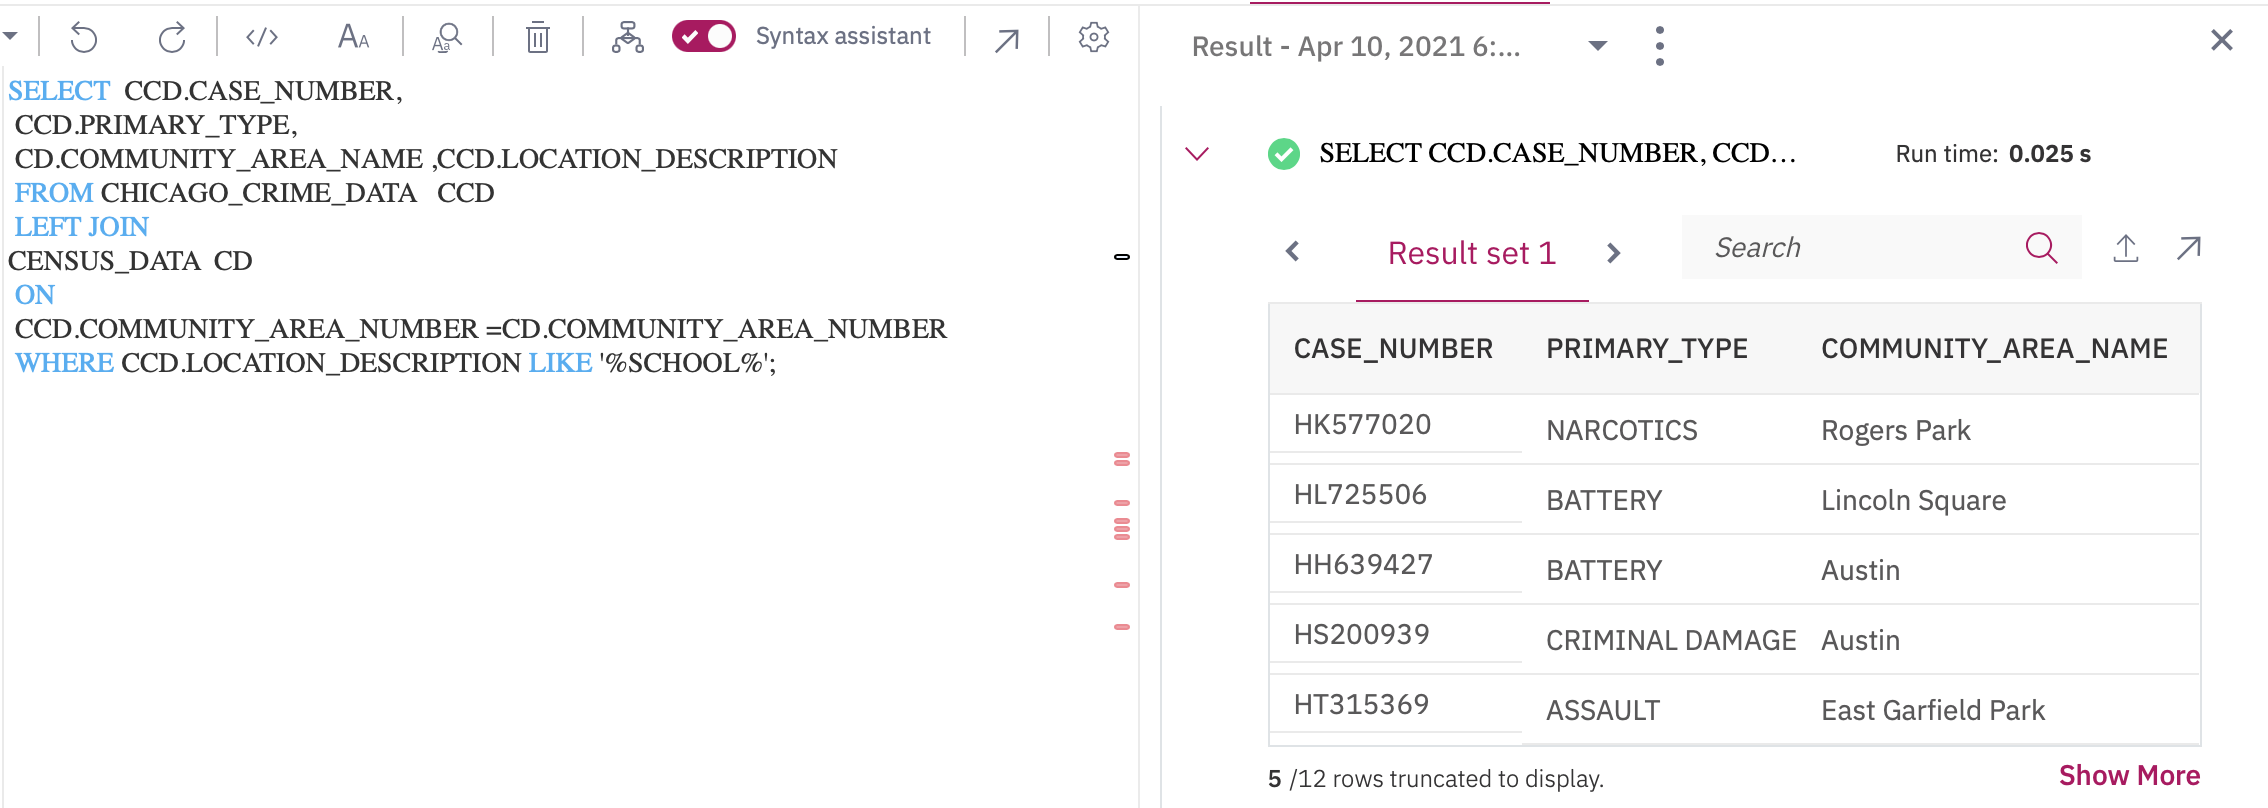 Syntax assistant
SELECT  CCD.CASE_NUMBER,
CCD.PRIMARY_TYPE,
CD.COMMUNITY_AREA_NAME ,CCD.LOCATION_DESCRIPTION
FROM CHICAGO_CRIME_DATA   CCD
LEFT JOIN
CENSUS_DATA  CD
ON
CCD.COMMUNITY_AREA_NUMBER =CD.COMMUNITY_AREA_NUMBER
WHERE CCD.LOCATION_DESCRIPTION LIKE '%SCHOOL%';
Result - Apr 10, 2021 6:...
SELECT CCD.CASE_NUMBER, CCD... Run time: 0.025 s
Result set 1 Search
CASE_NUMBER PRIMARY_TYPE COMMUNITY_AREA_NAME
HK577020 NARCOTICS Rogers Park
HL725506 BATTERY Lincoln Square
HH639427 BATTERY Austin
HS200939 CRIMINAL DAMAGE Austin
HT315369 ASSAULT East Garfield Park
5 /12 rows truncated to display. Show More